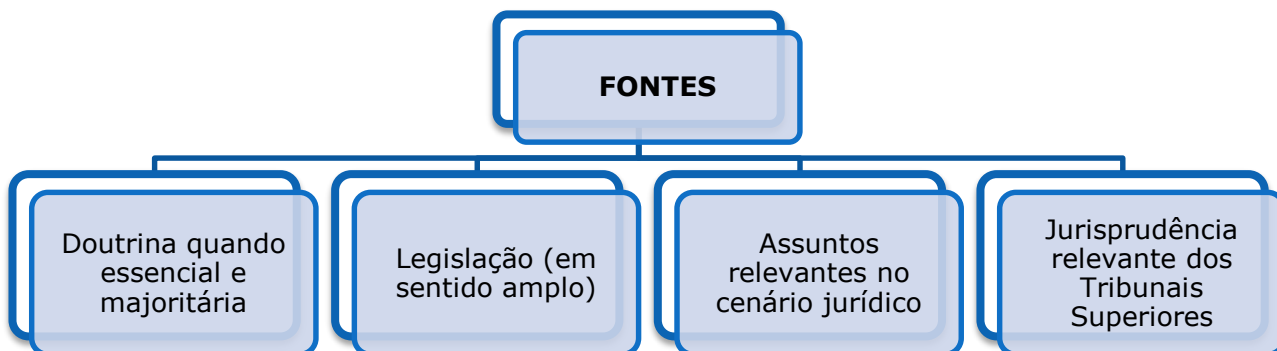 FONTES
Doutrina quando
essencial e
majoritária
Legislação (em
sentido amplo)
Assuntos
relevantes no
cenário jurídico
Jurisprudência
relevante dos
Tribunais
Superiores